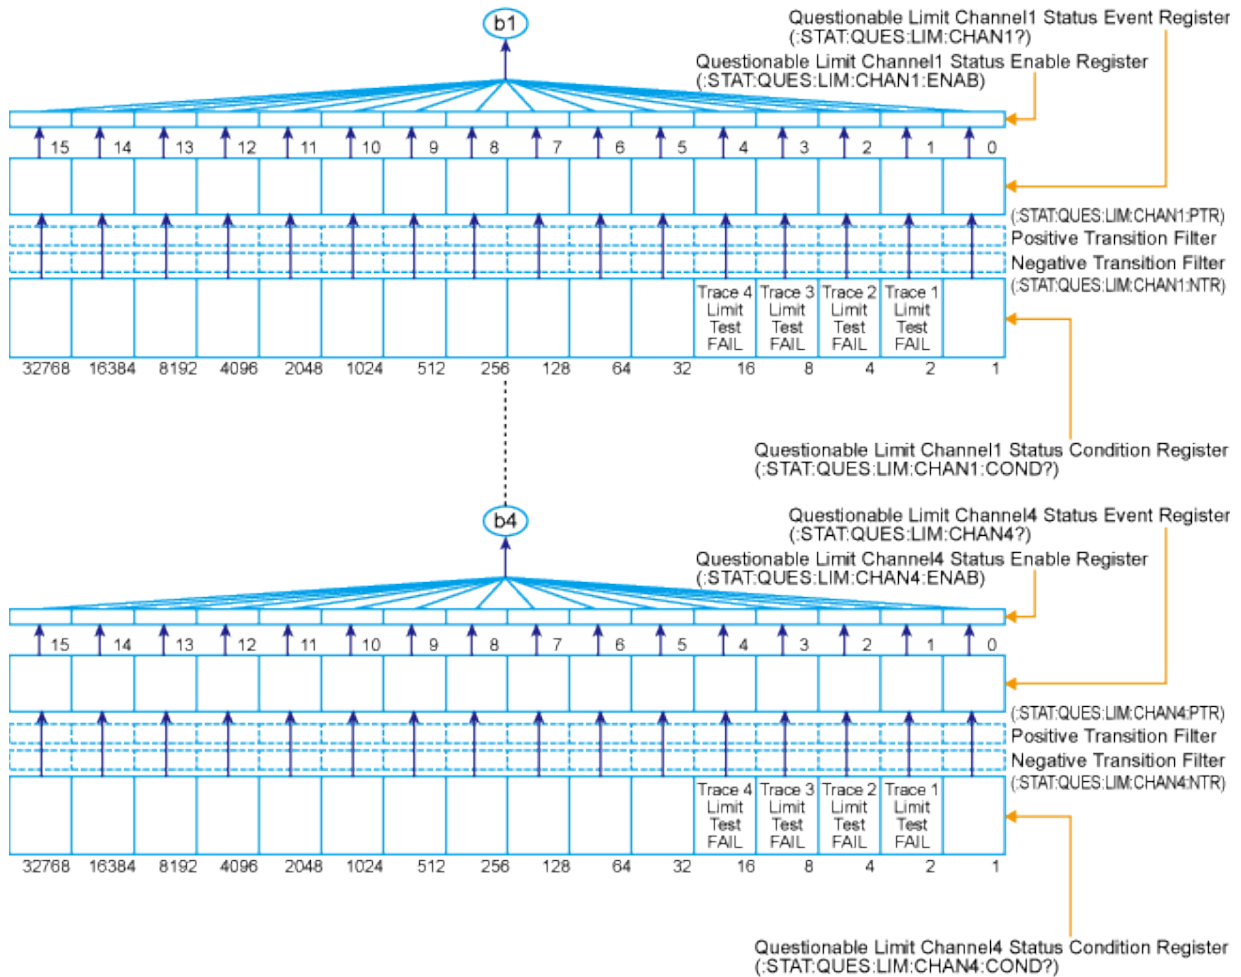 b1
Questionable Limit Channel1 Status Event Register
(:STAT:QUES:LIM:CHAN1?)
Questionable Limit Channel1 Status Enable Register
(:STAT:QUES:LIM:CHAN1:ENAB)
15 14 13 12 11 10 9 8 7 6 5 4 3 2 1 0
(:STAT:QUES:LIM:CHAN1:PTR)
Positive Transition Filter
Negative Transition Filter
(:STAT:QUES:LIM:CHAN1:NTR)
Trace 4 Trace 3 Trace 2 Trace 1
Limit Limit Limit Limit
Test Test Test Test
FAIL FAIL FAIL FAIL
32768 16384 8192 4096 2048 1024 512 256 128 64 32 16 8 4 2 1
Questionable Limit Channel1 Status Condition Register
(:STAT:QUES:LIM:CHAN1:COND?)
b4
Questionable Limit Channel4 Status Event Register
(:STAT:QUES:LIM:CHAN4?)
Questionable Limit Channel4 Status Enable Register
(:STAT:QUES:LIM:CHAN4:ENAB)
15 14 13 12 11 10 9 8 7 6 5 4 3 2 1 0
(:STAT:QUES:LIM:CHAN4:PTR)
Positive Transition Filter
Negative Transition Filter
(:STAT:QUES:LIM:CHAN4:NTR)
Trace 4 Trace 3 Trace 2 Trace 1
Limit Limit Limit Limit
Test Test Test Test
FAIL FAIL FAIL FAIL
32768 16384 8192 4096 2048 1024 512 256 128 64 32 16 8 4 2 1
Questionable Limit Channel4 Status Condition Register
(:STAT:QUES:LIM:CHAN4:COND?)